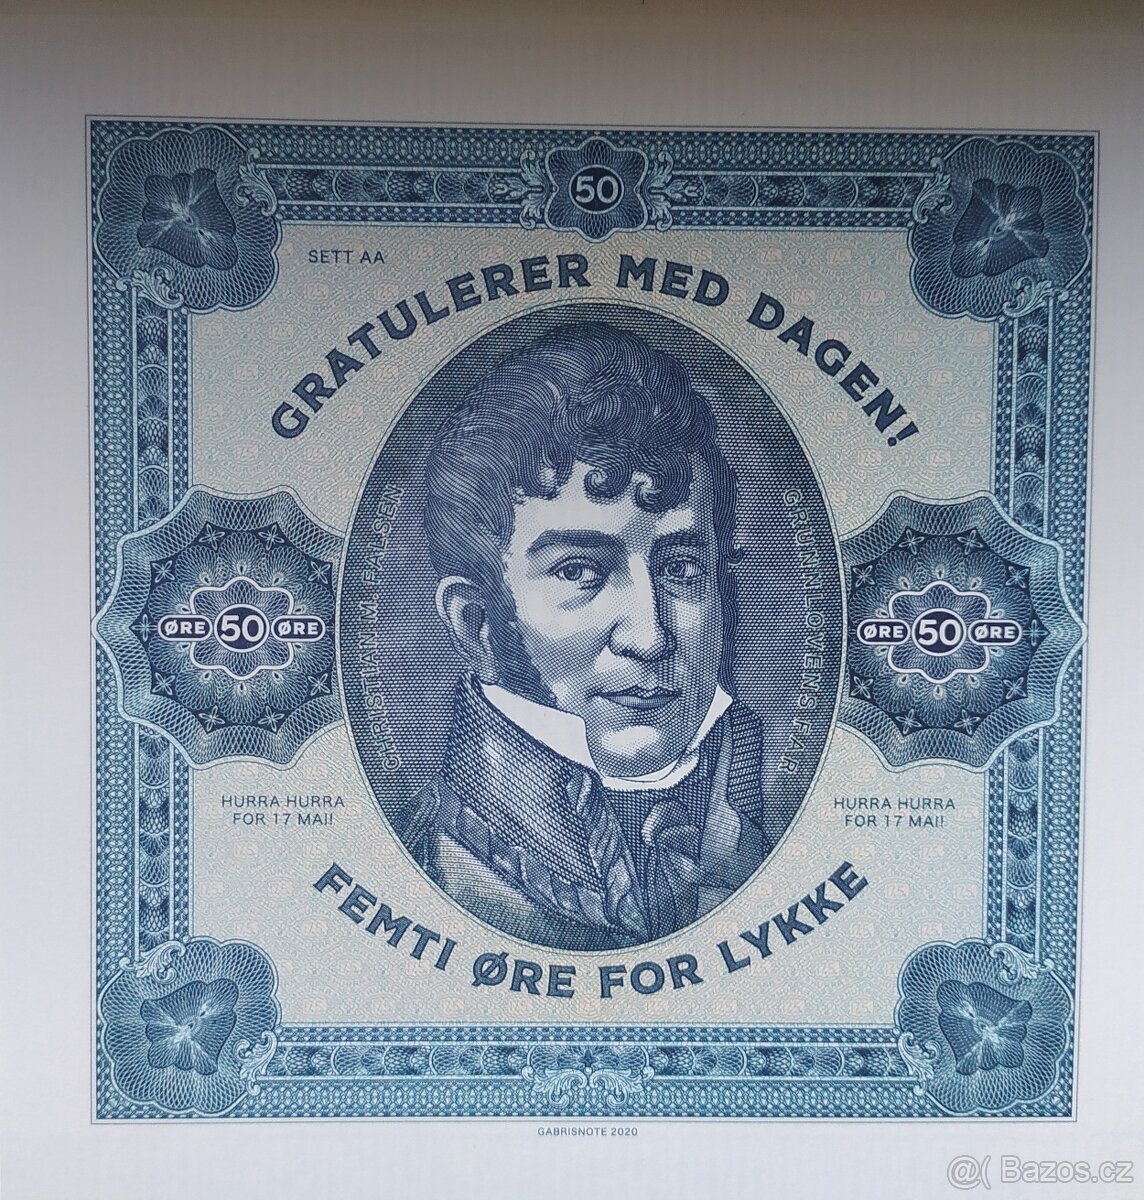 50
SETT AA
GRATULERER MED DAGEN!
CHRISTIAN M. FALSEN
GRUNNLOVENS FAR
ØRE 50 ØRE
ØRE 50 ØRE
HURRA HURRA
FOR 17 MAI!
HURRA HURRA
FOR 17 MAI!
FEMTI ØRE FOR LYKKE
GABRISNOTE 2020
@( Bazos.cz